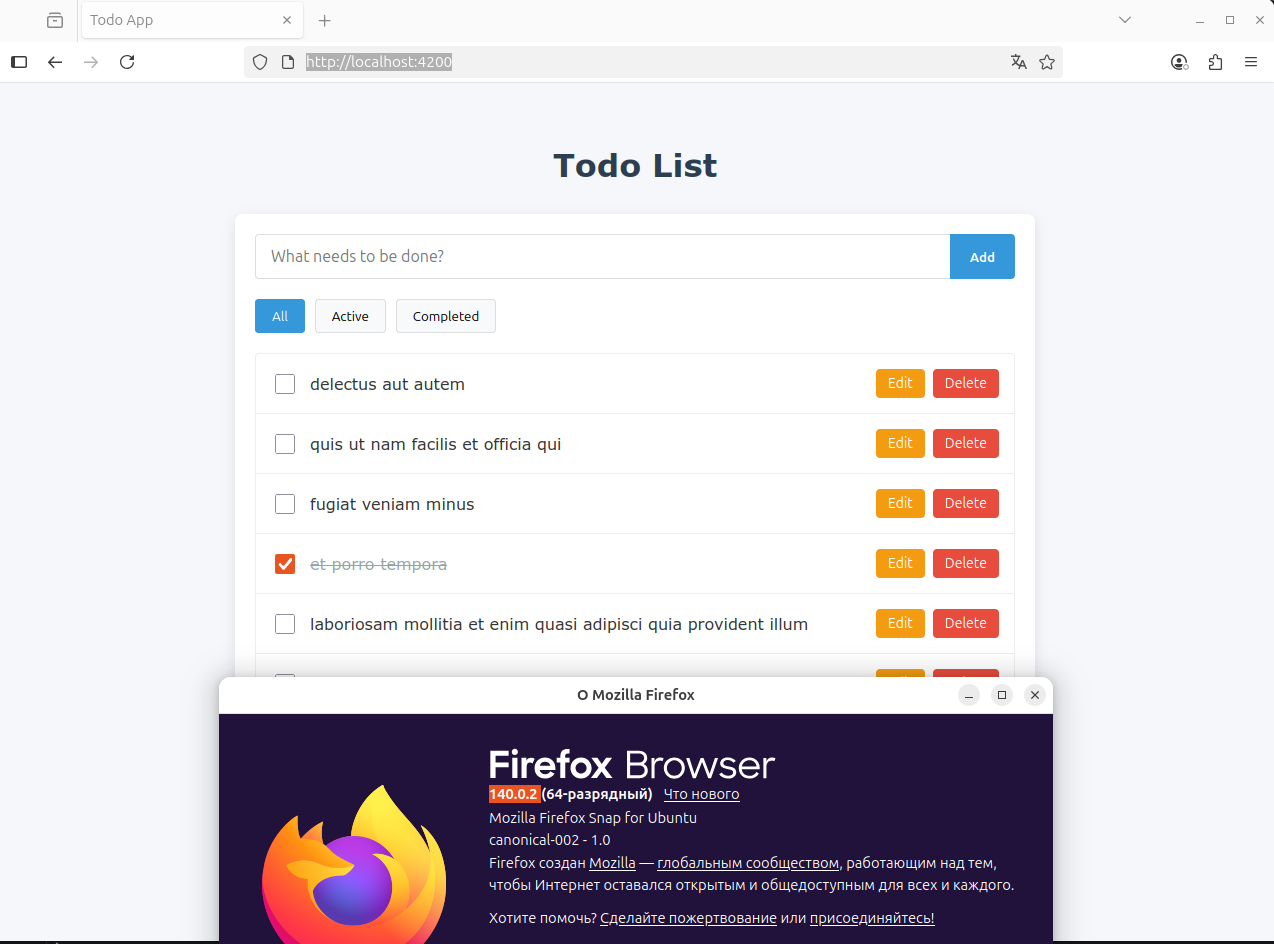 Todo App
http://localhost:4200
Todo List
What needs to be done?
Add
All
Active
Completed
delectus aut autem
Edit
Delete
quis ut nam facilis et officia qui
Edit
Delete
fugiat veniam minus
Edit
Delete
et porro tempora
Edit
Delete
laboriosam mollitia et enim quasi adipisci quia provident illum
Edit
Delete
О Mozilla Firefox
Firefox Browser
140.0.2 (64-разрядный) Что нового
Mozilla Firefox Snap for Ubuntu
canonical-002 - 1.0
Firefox создан Mozilla — глобальным сообществом, работающим над тем,
чтобы Интернет оставался открытым и общедоступным для всех и каждого.
Хотите помочь? Сделайте пожертвование или присоединяйтесь!